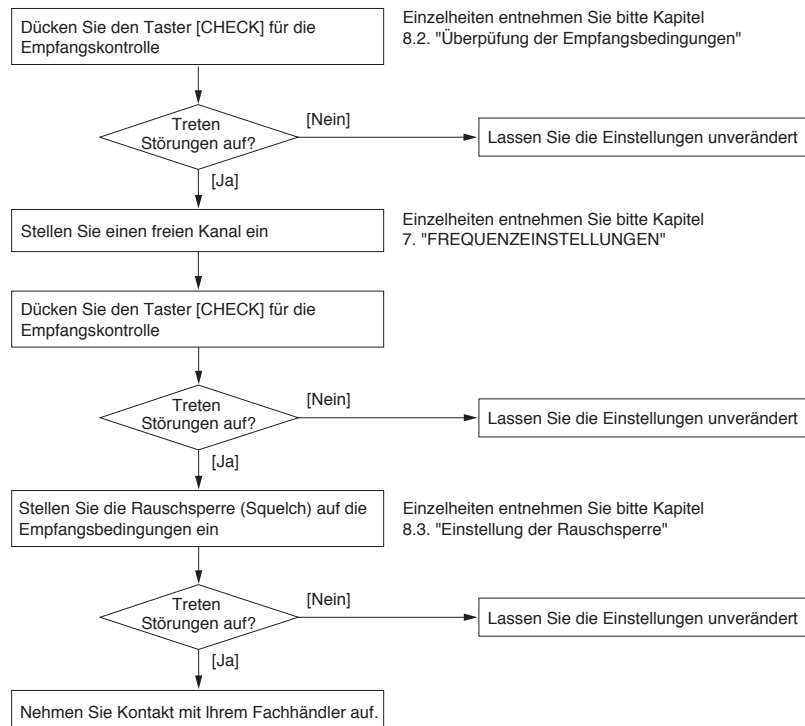 Dücken Sie den Taster [CHECK] für die
Empfangskontrolle
Einzelheiten entnehmen Sie bitte Kapitel
8.2. "Überpüfung der Empfangsbedingungen"
Treten
Störungen auf?
[Nein]
Lassen Sie die Einstellungen unverändert
[Ja]
Stellen Sie einen freien Kanal ein
Einzelheiten entnehmen Sie bitte Kapitel
7. "FREQUENZEINSTELLUNGEN"
Dücken Sie den Taster [CHECK] für die
Empfangskontrolle
Treten
Störungen auf?
[Nein]
Lassen Sie die Einstellungen unverändert
[Ja]
Stellen Sie die Rauschsperre (Squelch) auf die
Empfangsbedingungen ein
Einzelheiten entnehmen Sie bitte Kapitel
8.3. "Einstellung der Rauschsperre"
Treten
Störungen auf?
[Nein]
Lassen Sie die Einstellungen unverändert
[Ja]
Nehmen Sie Kontakt mit Ihrem Fachhändler auf.